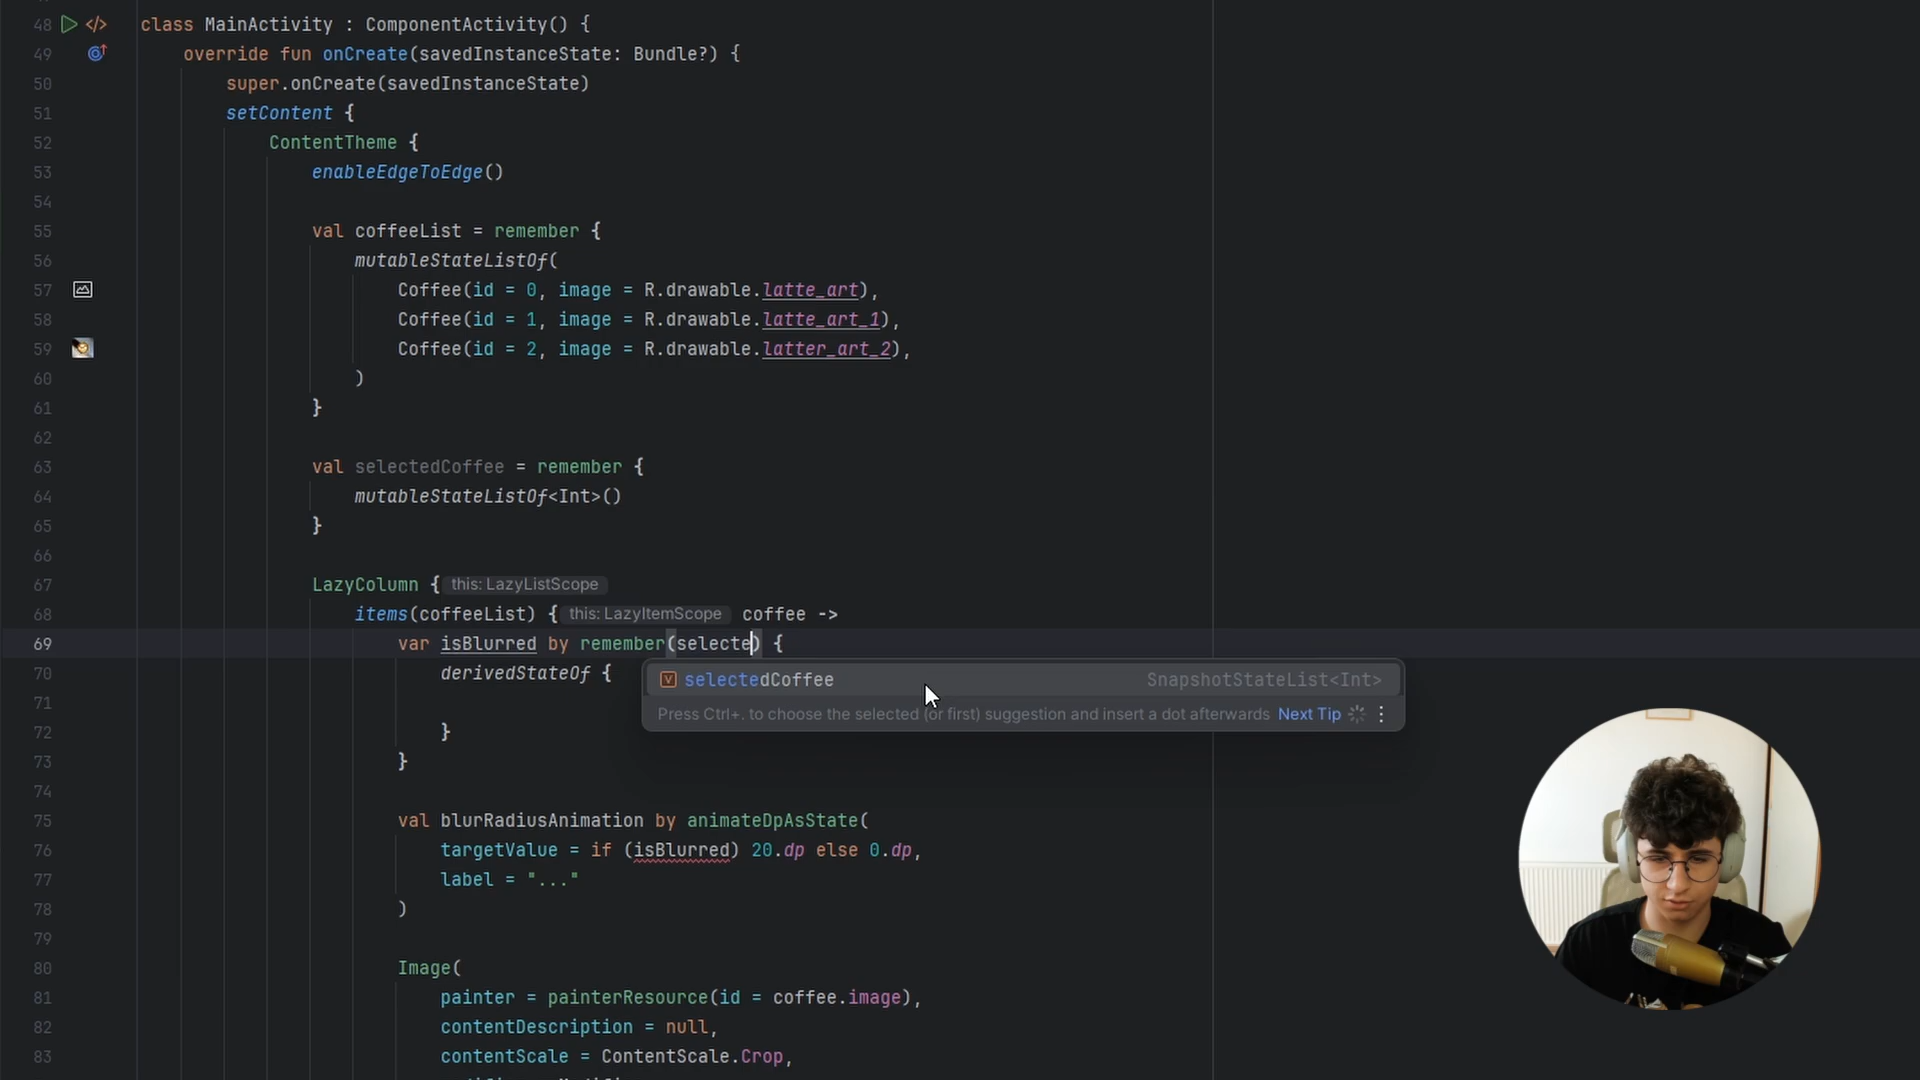 48 class MainActivity : ComponentActivity() {
49 override fun onCreate(savedInstanceState: Bundle?) {
50 super.onCreate(savedInstanceState)
51 setContent {
52 ContentTheme {
53 enableEdgeToEdge()
54
55 val coffeeList = remember {
56 mutableStateListOf(
57 Coffee(id = 0, image = R.drawable.latte_art),
58 Coffee(id = 1, image = R.drawable.latte_art_1),
59 Coffee(id = 2, image = R.drawable.latter_art_2),
60 )
61 }
62
63 val selectedCoffee = remember {
64 mutableStateListOf<Int>()
65 }
66
67 LazyColumn { this: LazyListScope
68 items(coffeeList) { this: LazyItemScope coffee ->
69 var isBlurred by remember(selecte) {
70 derivedStateOf {
selectedCoffee SnapshotStateList<Int>
71
Press Ctrl+. to choose the selected (or first) suggestion and insert a dot afterwards Next Tip
72 }
73 }
74
75 val blurRadiusAnimation by animateDpAsState(
76 targetValue = if (isBlurred) 20.dp else 0.dp,
77 label = "..."
78 )
79
80 Image(
81 painter = painterResource(id = coffee.image),
82 contentDescription = null,
83 contentScale = ContentScale.Crop,